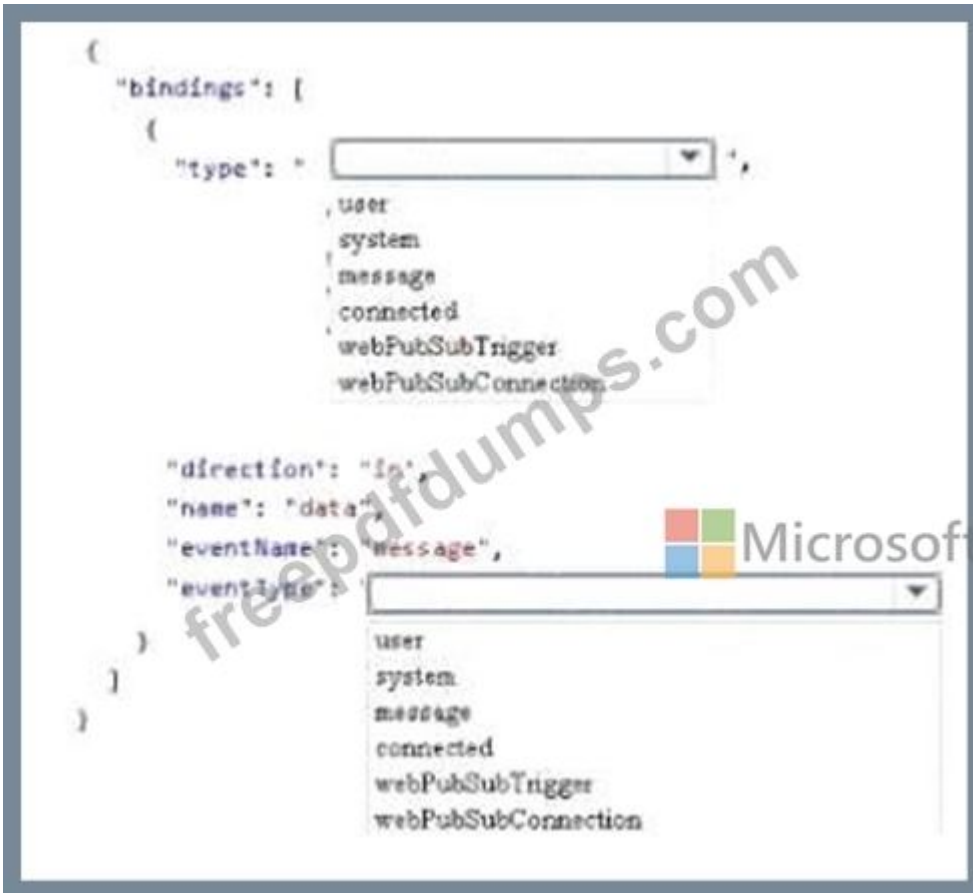 {
"bindings": [
{
"type": " ",
user
system
message
connected
webPubSubTrigger
webPubSubConnection
"direction": "in",
"name": "data",
"eventName": "message",
"eventType": "
user
system
message
connected
webPubSubTrigger
webPubSubConnection
}
]
}
Microsoft
freepdfdumps.com